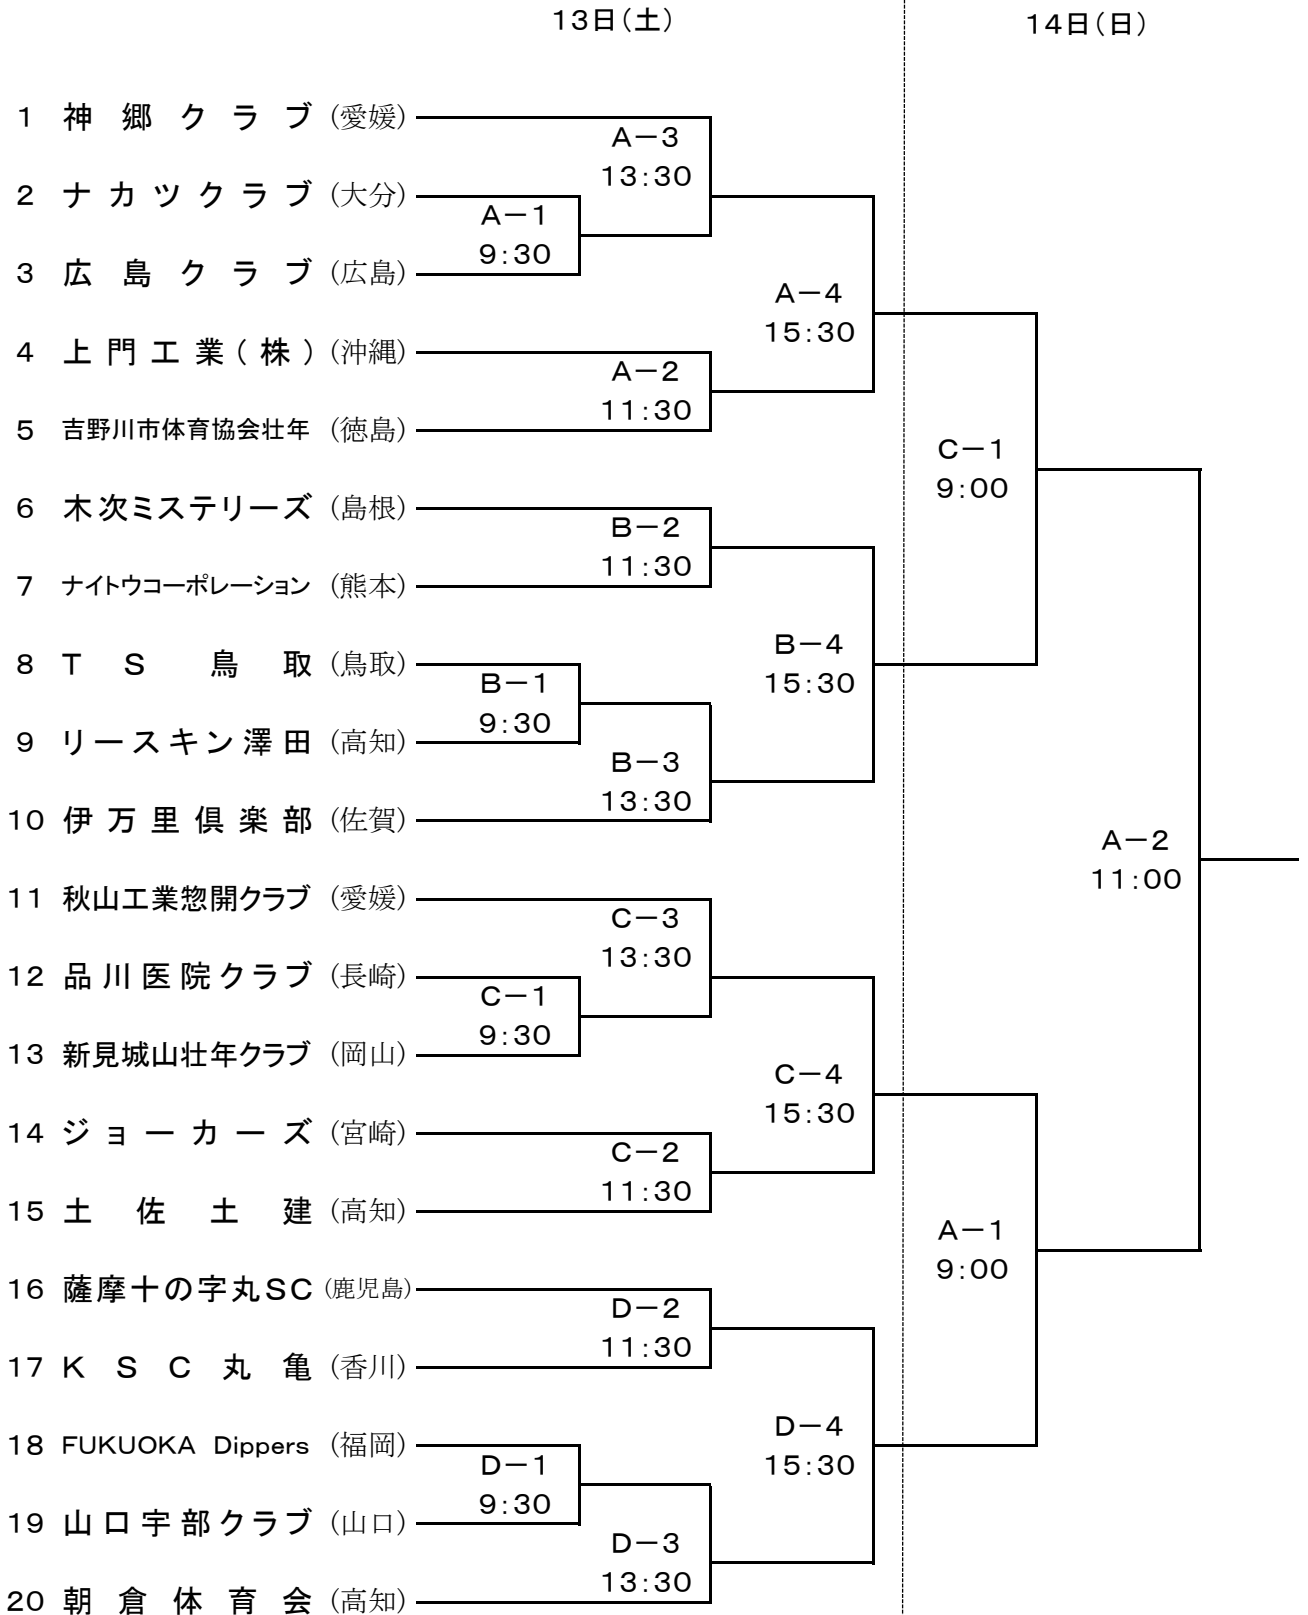 13日(土)
14日(日)
1 神郷クラブ (愛媛)
A－3
13:30
2 ナカツクラブ (大分)
A－1
9:30
3 広島クラブ (広島)
A－4
15:30
4 上門工業(株) (沖縄)
A－2
11:30
5 吉野川市体育協会壮年 (徳島)
C－1
9:00
6 木次ミステリーズ (島根)
B－2
11:30
7 ナイトウコーポレーション (熊本)
B－4
15:30
8 TS鳥取 (鳥取)
B－1
9:30
9 リースキン澤田 (高知)
B－3
13:30
10 伊万里倶楽部 (佐賀)
A－2
11:00
11 秋山工業惣開クラブ (愛媛)
C－3
13:30
12 品川医院クラブ (長崎)
C－1
9:30
13 新見城山壮年クラブ (岡山)
C－4
15:30
14 ジョーカーズ (宮崎)
C－2
11:30
15 土佐土建 (高知)
A－1
9:00
16 薩摩十の字丸SC (鹿児島)
D－2
11:30
17 KSC丸亀 (香川)
D－4
15:30
18 FUKUOKA Dippers (福岡)
D－1
9:30
19 山口宇部クラブ (山口)
D－3
13:30
20 朝倉体育会 (高知)